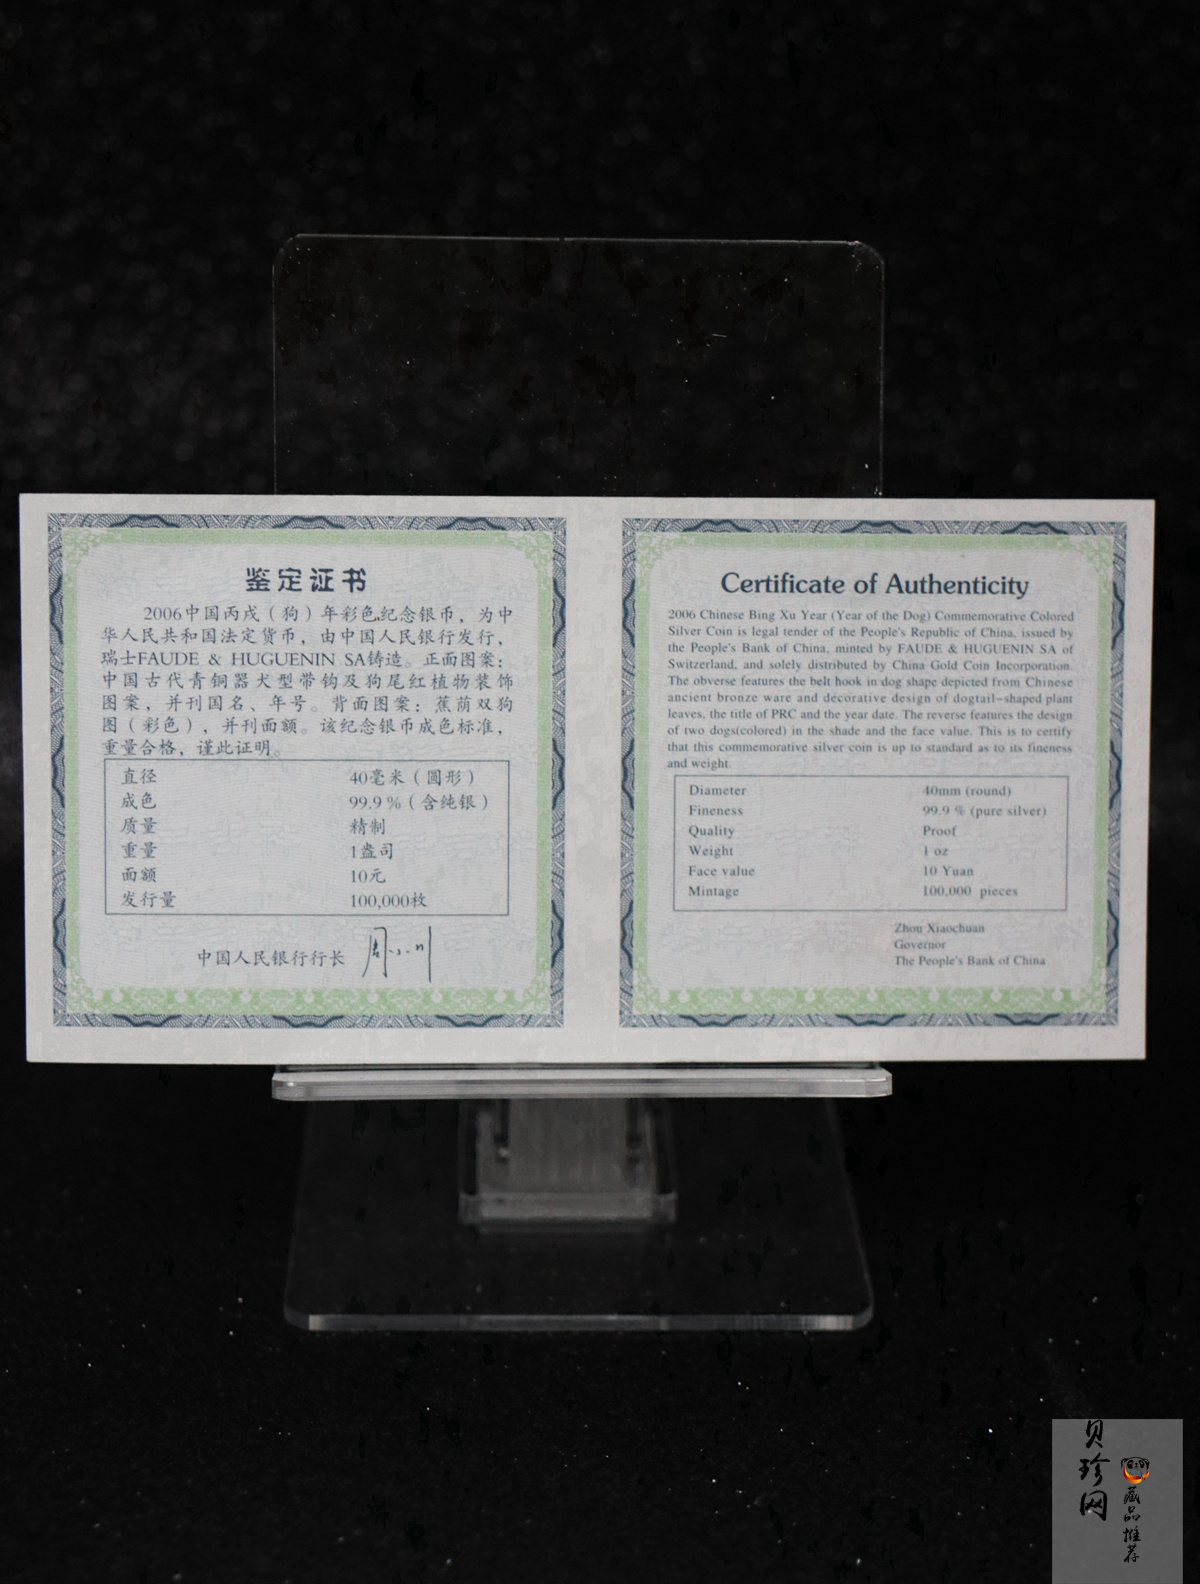 鉴定证书
2006中国丙戌（狗）年彩色纪念银币，为中
华人民共和国法定货币，由中国人民银行发行，
瑞士FAUDE & HUGUENIN SA铸造。正面图案：
中国古代青铜器犬型带钩及狗尾红植物装饰
图案，并刊国名、年号。背面图案：蕉荫双狗
图（彩色），并刊面额。该纪念银币成色标准，
重量合格，谨此证明。
直径 40毫米（圆形）
成色 99.9 %（含纯银）
质量 精制
重量 1盎司
面额 10元
发行量 100,000枚
中国人民银行行长 周小川
Certificate of Authenticity
2006 Chinese Bing Xu Year (Year of the Dog) Commemorative Colored
Silver Coin is legal tender of the People's Republic of China, issued by
the People's Bank of China, minted by FAUDE & HUGUENIN SA of
Switzerland, and solely distributed by China Gold Coin Incorporation.
The obverse features the belt hook in dog shape depicted from Chinese
ancient bronze ware and decorative design of dogtail-shaped plant
leaves, the title of PRC and the year date. The reverse features the design
of two dogs(colored) in the shade and the face value. This is to certify
that this commemorative silver coin is up to standard as to its fineness
and weight.
Diameter 40mm (round)
Fineness 99.9 % (pure silver)
Quality Proof
Weight 1 oz
Face value 10 Yuan
Mintage 100,000 pieces
Zhou Xiaochuan
Governor
The People's Bank of China
贝珍网
藏品推荐